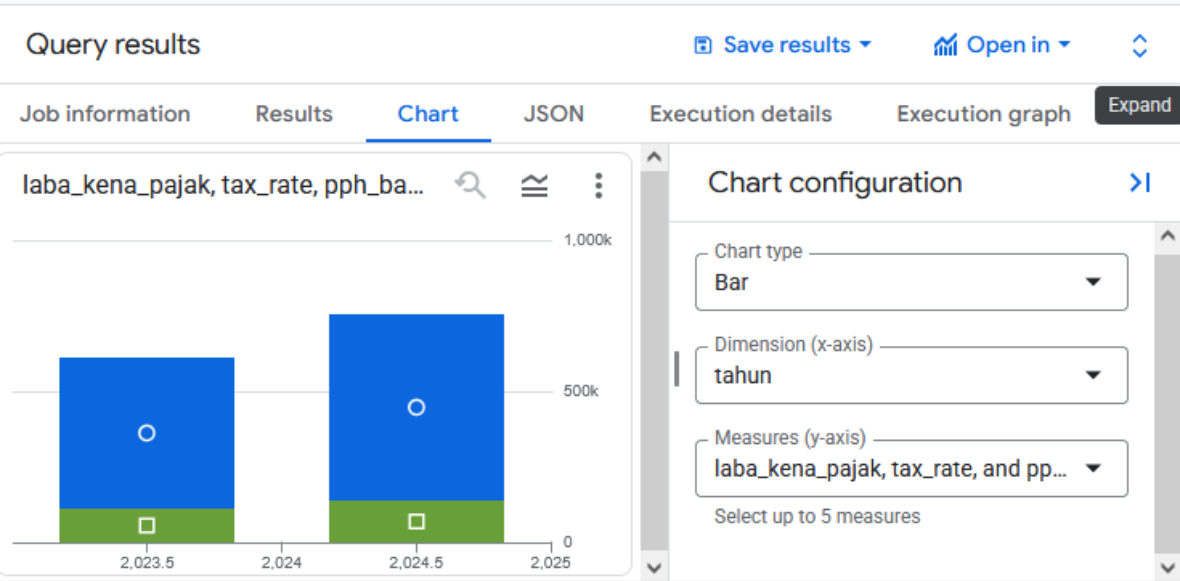 Query results
Save results
Open in
Job information
Results
Chart
JSON
Execution details
Execution graph
Expand
laba_kena_pajak, tax_rate, pph_ba...
1,000k
500k
0
2,023.5
2,024
2,024.5
2,025
Chart configuration
Chart type
Bar
Dimension (x-axis)
tahun
Measures (y-axis)
laba_kena_pajak, tax_rate, and pp...
Select up to 5 measures